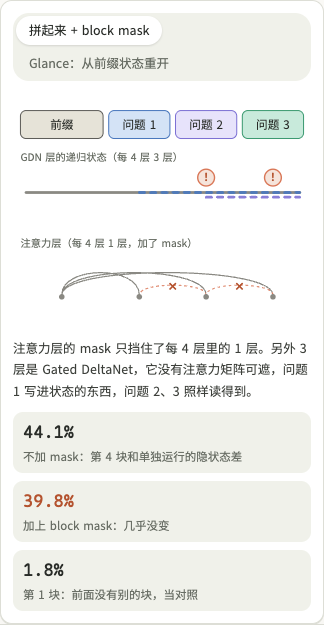 拼起来 + block mask
Glance：从前缀状态重开
前缀
问题 1
问题 2
问题 3
GDN 层的递归状态（每 4 层 3 层）
!
!
注意力层（每 4 层 1 层，加了 mask）
注意力层的 mask 只挡住了每 4 层里的 1 层。另外 3
层是 Gated DeltaNet，它没有注意力矩阵可遮，问题
1 写进状态的东西，问题 2、3 照样读得到。
44.1%
不加 mask：第 4 块和单独运行的隐状态差
39.8%
加上 block mask：几乎没变
1.8%
第 1 块：前面没有别的块，当对照